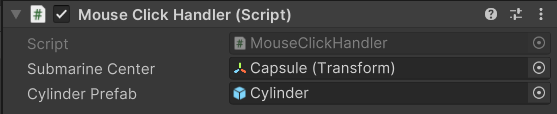 Mouse Click Handler (Script)
Script MouseClickHandler
Submarine Center Capsule (Transform)
Cylinder Prefab Cylinder